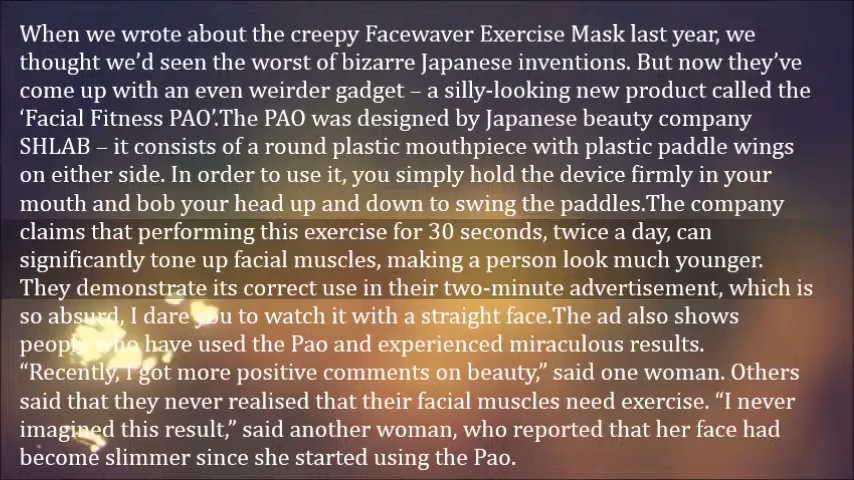 When we wrote about the creepy Facewaver Exercise Mask last year, we
thought we’d seen the worst of bizarre Japanese inventions. But now they’ve
come up with an even weirder gadget – a silly-looking new product called the
‘Facial Fitness PAO’.The PAO was designed by Japanese beauty company
SHLAB – it consists of a round plastic mouthpiece with plastic paddle wings
on either side. In order to use it, you simply hold the device firmly in your
mouth and bob your head up and down to swing the paddles.The company
claims that performing this exercise for 30 seconds, twice a day, can
significantly tone up facial muscles, making a person look much younger.
They demonstrate its correct use in their two-minute advertisement, which is
so absurd, I dare you to watch it with a straight face.The ad also shows
people who have used the Pao and experienced miraculous results.
“Recently, I got more positive comments on beauty,” said one woman. Others
said that they never realised that their facial muscles need exercise. “I never
imagined this result,” said another woman, who reported that her face had
become slimmer since she started using the Pao.